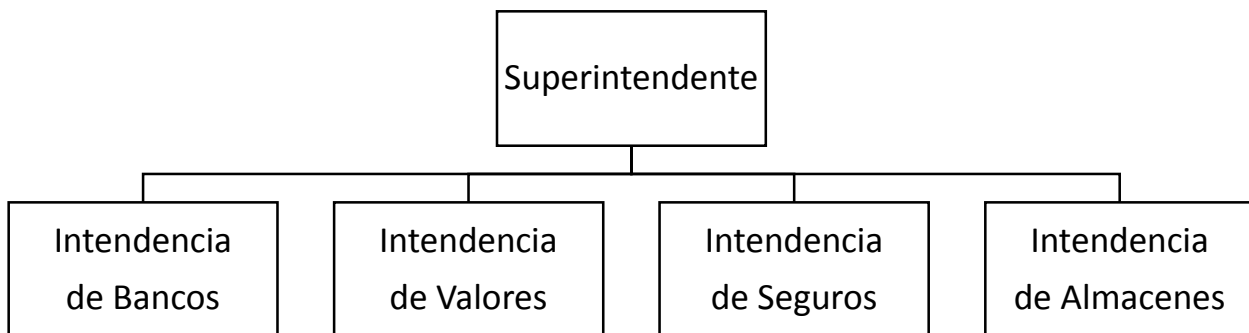 Superintendente
Intendencia
de Bancos
Intendencia
de Valores
Intendencia
de Seguros
Intendencia
de Almacenes